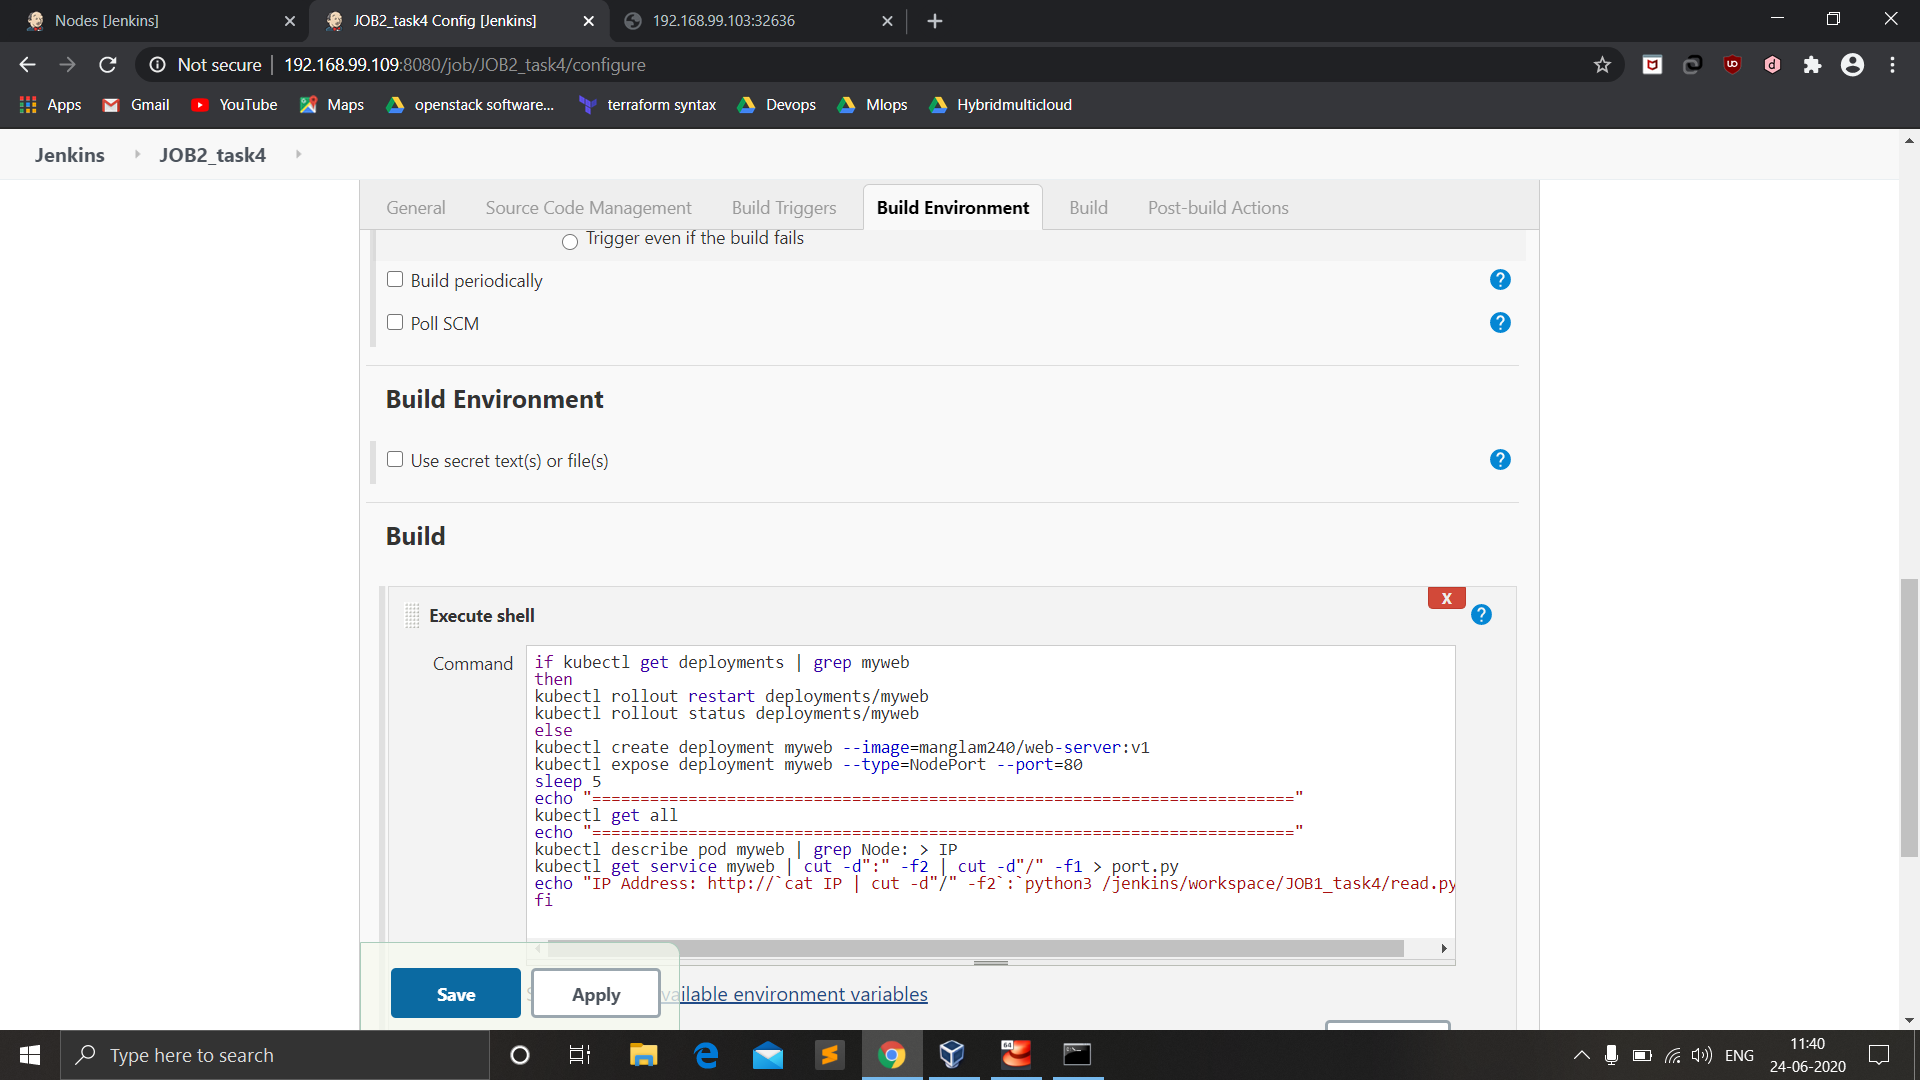 Nodes [Jenkins]
JOB2_task4 Config [Jenkins]
192.168.99.103:32636
Not secure | 192.168.99.109:8080/job/JOB2_task4/configure
Apps
Gmail
YouTube
Maps
openstack software...
terraform syntax
Devops
Mlops
Hybridmulticloud
Jenkins
JOB2_task4
General
Source Code Management
Build Triggers
Build Environment
Build
Post-build Actions
Trigger even if the build fails
Build periodically
?
Poll SCM
?
Build Environment
Use secret text(s) or file(s)
?
Build
X
Execute shell
?
Command
if kubectl get deployments | grep myweb
then
kubectl rollout restart deployments/myweb
kubectl rollout status deployments/myweb
else
kubectl create deployment myweb --image=manglam240/web-server:v1
kubectl expose deployment myweb --type=NodePort --port=80
sleep 5
echo "========================================================================="
kubectl get all
echo "========================================================================="
kubectl describe pod myweb | grep Node: > IP
kubectl get service myweb | cut -d":" -f2 | cut -d"/" -f1 > port.py
echo "IP Address: http://`cat IP | cut -d"/" -f2`:`python3 /jenkins/workspace/JOB1_task4/read.py
fi
Save
Apply
ailable environment variables
Type here to search
ENG
11:40
24-06-2020